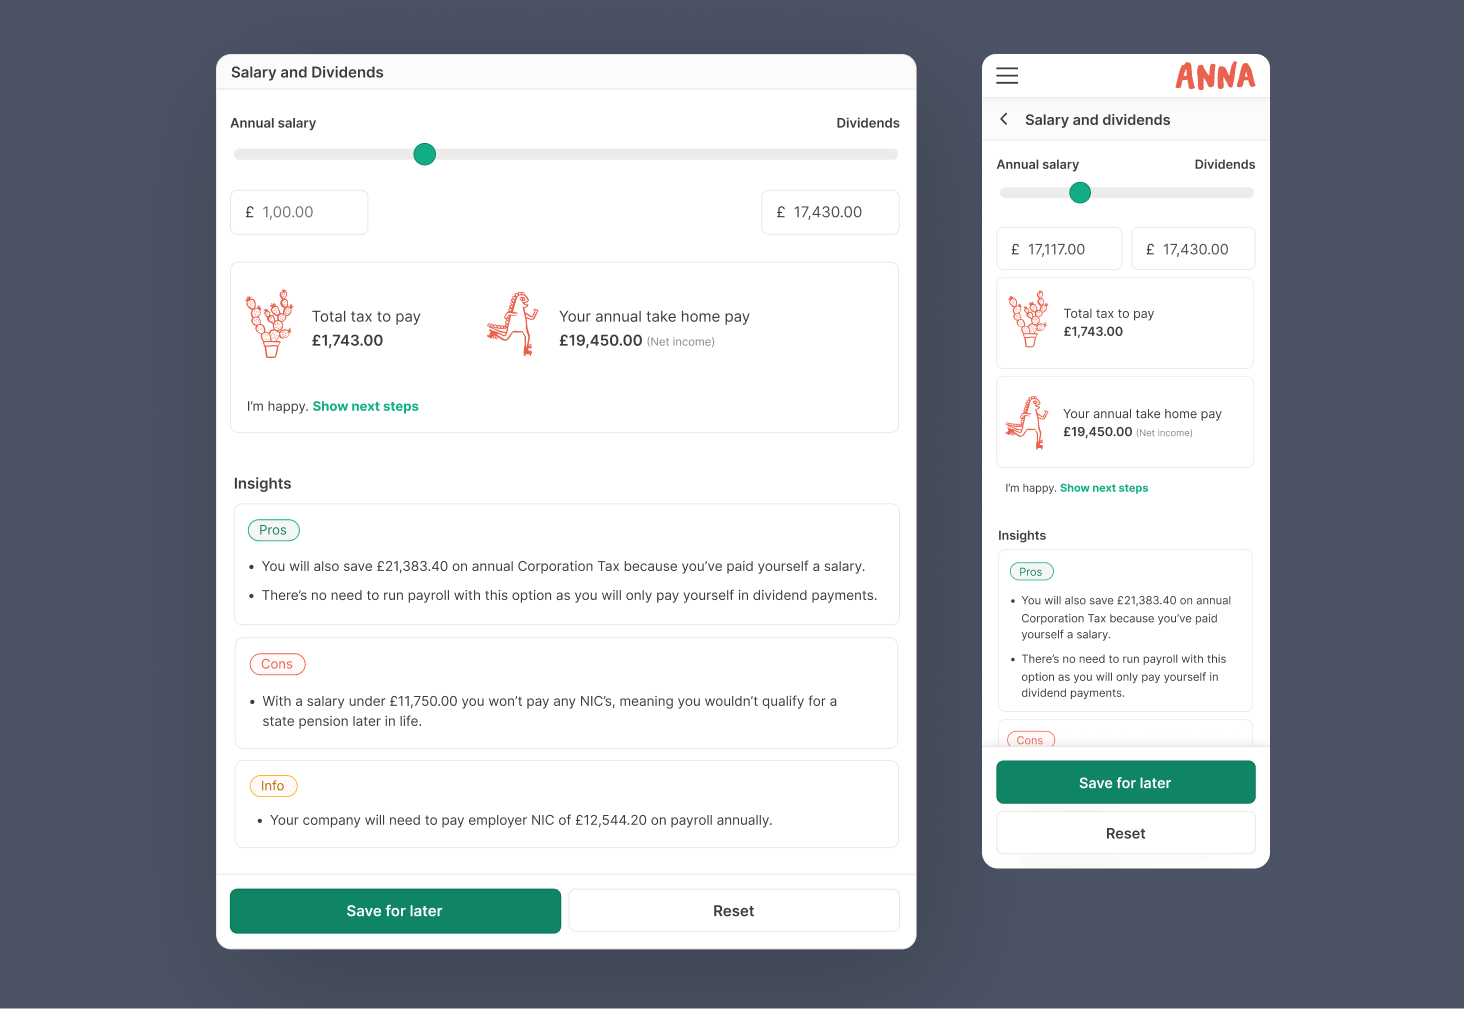 Salary and Dividends
Annual salary
Dividends
£ 1,00.00
£ 17,430.00
Total tax to pay
£1,743.00
Your annual take home pay
£19,450.00 (Net income)
I'm happy. Show next steps
Insights
Pros
• You will also save £21,383.40 on annual Corporation Tax because you've paid yourself a salary.
• There's no need to run payroll with this option as you will only pay yourself in dividend payments.
Cons
• With a salary under £11,750.00 you won't pay any NIC's, meaning you wouldn't qualify for a
state pension later in life.
Info
• Your company will need to pay employer NIC of £12,544.20 on payroll annually.
Save for later
Reset
ANNA
Salary and dividends
Annual salary
Dividends
£ 17,117.00
£ 17,430.00
Total tax to pay
£1,743.00
Your annual take home pay
£19,450.00 (Net income)
I'm happy. Show next steps
Insights
Pros
• You will also save £21,383.40 on annual
Corporation Tax because you've paid
yourself a salary.
• There's no need to run payroll with this
option as you will only pay yourself in
dividend payments.
Cons
Save for later
Reset